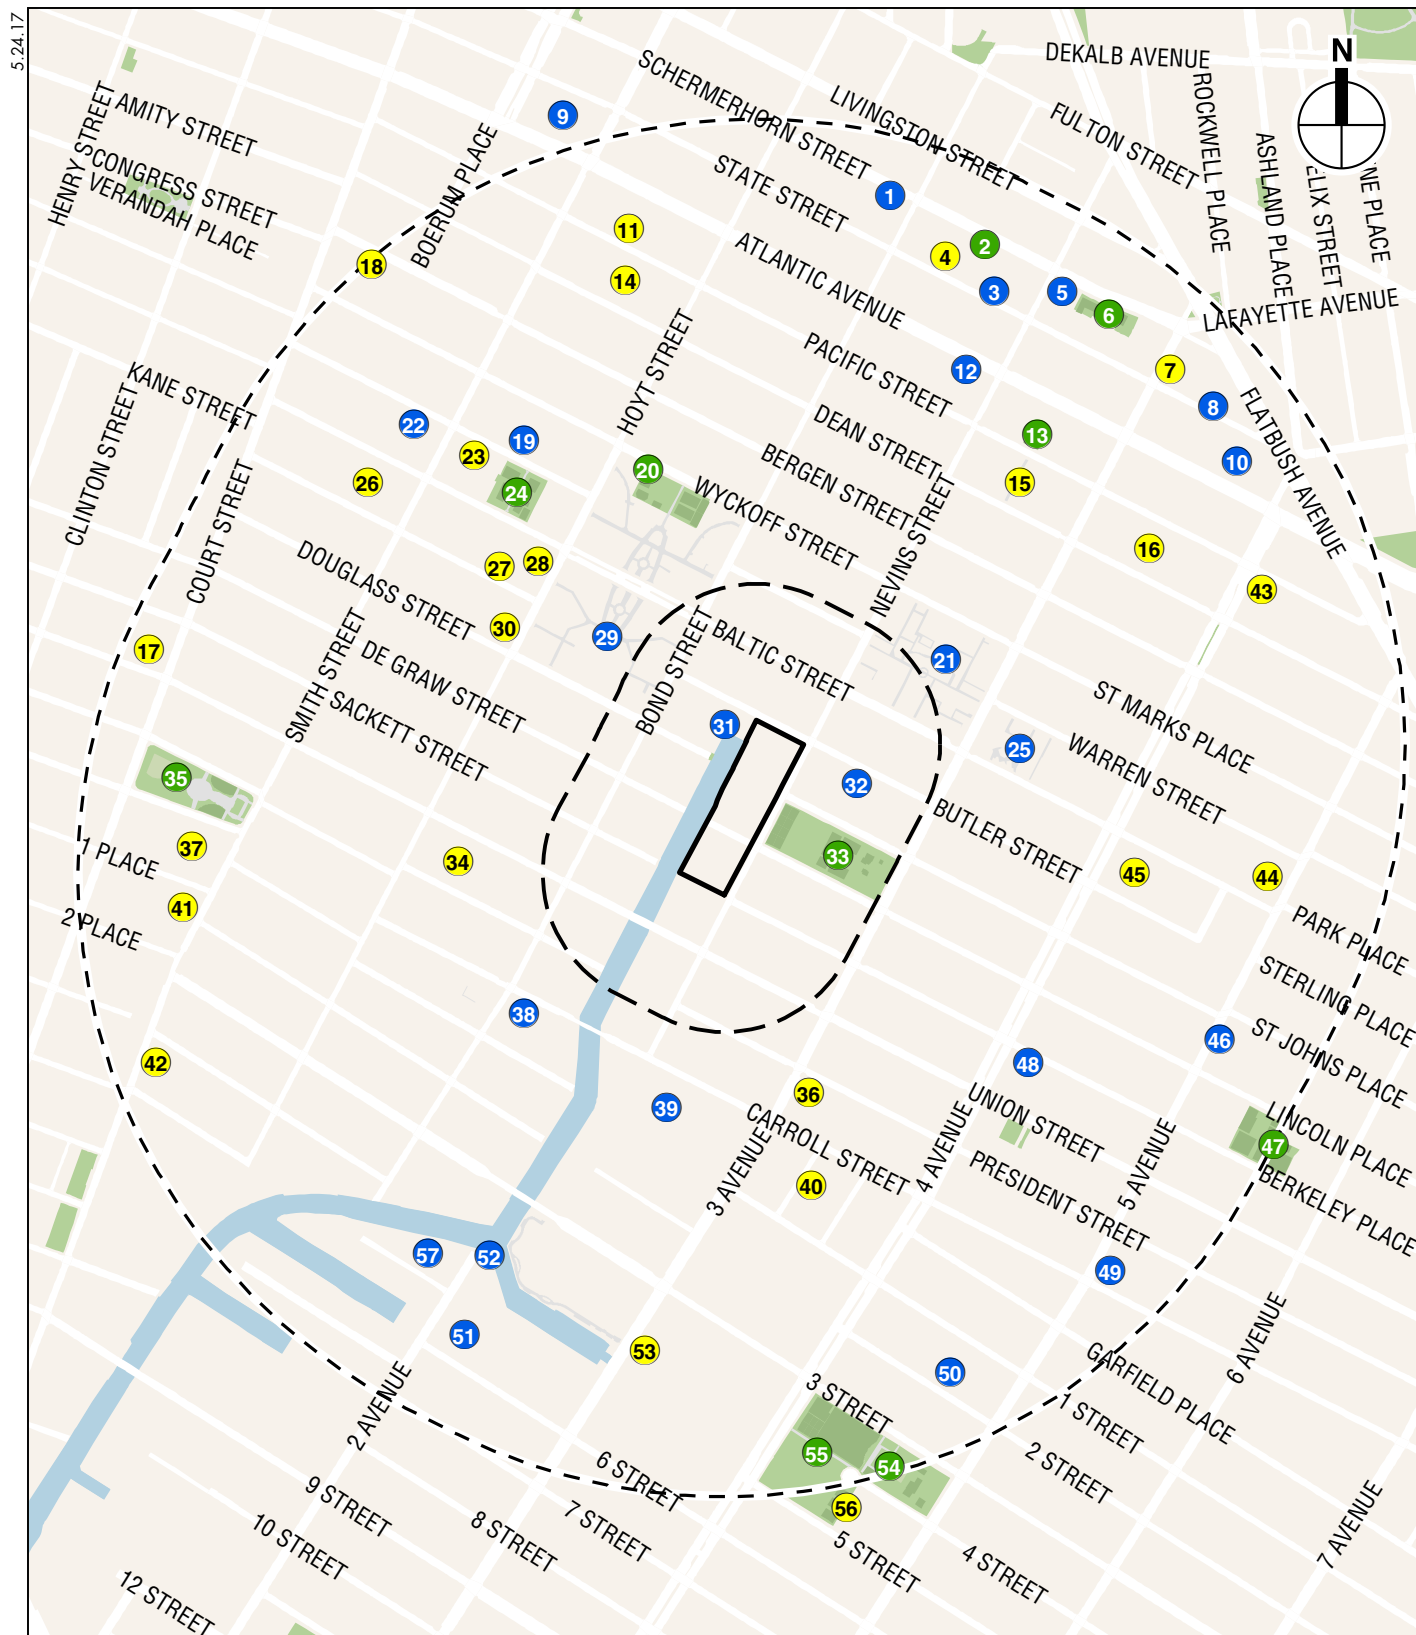 5.24.17
N
DEKALB AVENUE
SCHERMERHORN STREET
LIVINGSTON STREET
FULTON STREET
ROCKWELL PLACE
ASHLAND PLACE
ELIX STREET
NE PLACE
HENRY STREET
AMITY STREET
CONGRESS STREET
VERANDAH PLACE
BOERUM PLACE
STATE STREET
ATLANTIC AVENUE
LAFAYETTE AVENUE
9
1
11
2
4
18
14
3
5
6
PACIFIC STREET
HOYT STREET
KANE STREET
CLINTON STREET
12
7
8
FLATBUSH AVENUE
DEAN STREET
BERGEN STREET
WYCKOFF STREET
NEVINS STREET
22
19
23
26
24
20
13
15
10
COURT STREET
DOUGLASS STREET
27
28
16
43
30
29
17
SMITH STREET
DE GRAW STREET
SACKETT STREET
BOND STREET
BALTIC STREET
21
ST MARKS PLACE
WARREN STREET
31
25
32
35
BUTLER STREET
37
1 PLACE
34
33
45
44
41
2 PLACE
PARK PLACE
STERLING PLACE
38
46
ST JOHNS PLACE
42
48
36
39
CARROLL STREET
UNION STREET
LINCOLN PLACE
3 AVENUE
4 AVENUE
5 AVENUE
47
BERKELEY PLACE
PRESIDENT STREET
40
57
52
49
51
53
6 AVENUE
GARFIELD PLACE
50
2 AVENUE
3 STREET
1 STREET
2 STREET
55
54
6 STREET
9 STREET
56
7 STREET
8 STREET
10 STREET
7 AVENUE
5 STREET
4 STREET
12 STREET